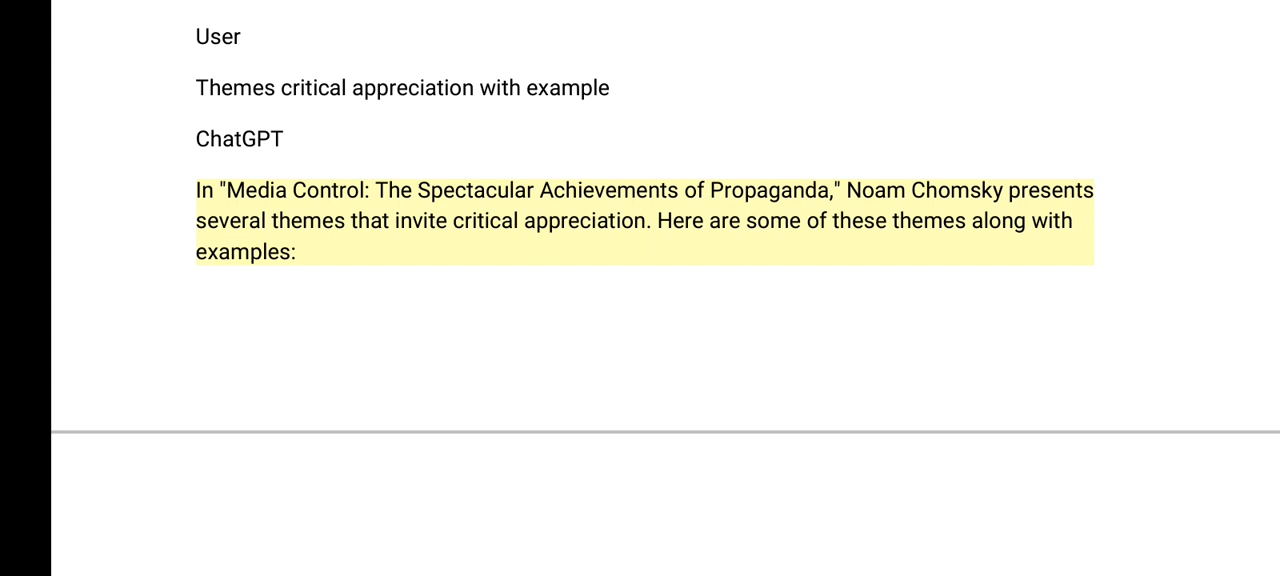 User
Themes critical appreciation with example
ChatGPT
In "Media Control: The Spectacular Achievements of Propaganda," Noam Chomsky presents
several themes that invite critical appreciation. Here are some of these themes along with
examples: